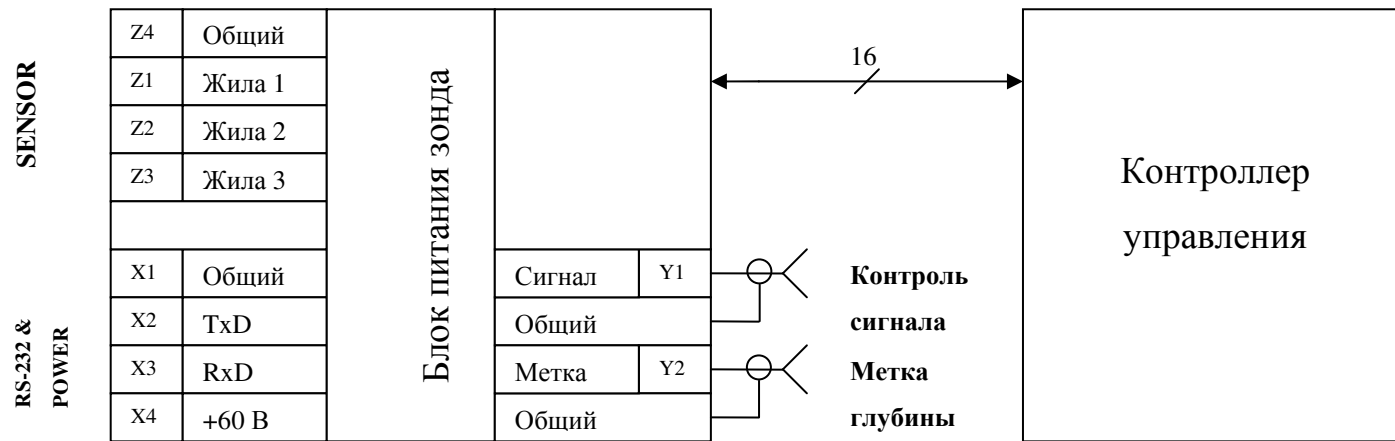 SENSOR
Z4 Общий
Z1 Жила 1
Z2 Жила 2
Z3 Жила 3
RS-232 &
POWER
X1 Общий
X2 TxD
X3 RxD
X4 +60 В
Блок питания зонда
Сигнал Y1
Общий
Метка Y2
Общий
Контроль
сигнала
Метка
глубины
16
Контроллер
управления